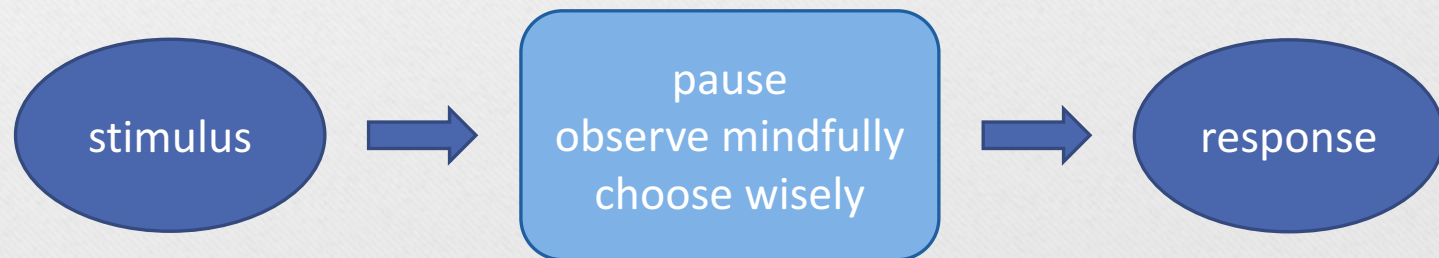 stimulus
pause
observe mindfully
choose wisely
response